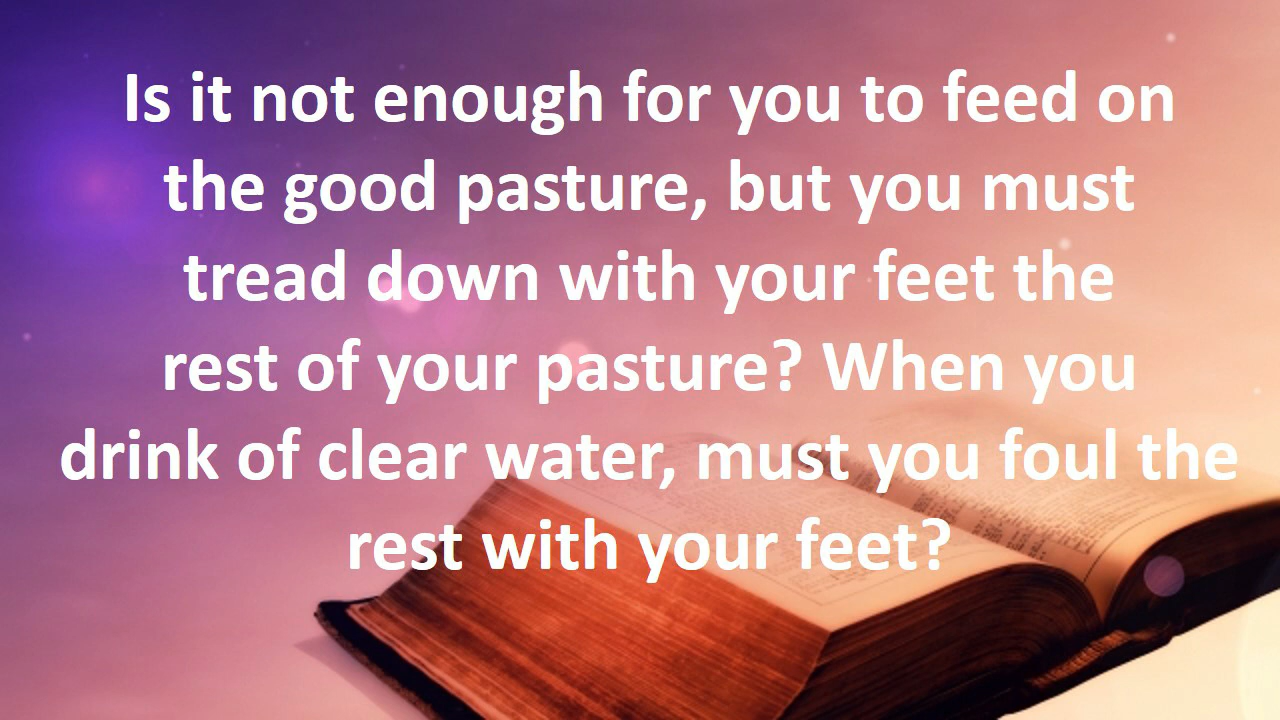 Is it not enough for you to feed on
the good pasture, but you must
tread down with your feet the
rest of your pasture? When you
drink of clear water, must you foul the
rest with your feet?